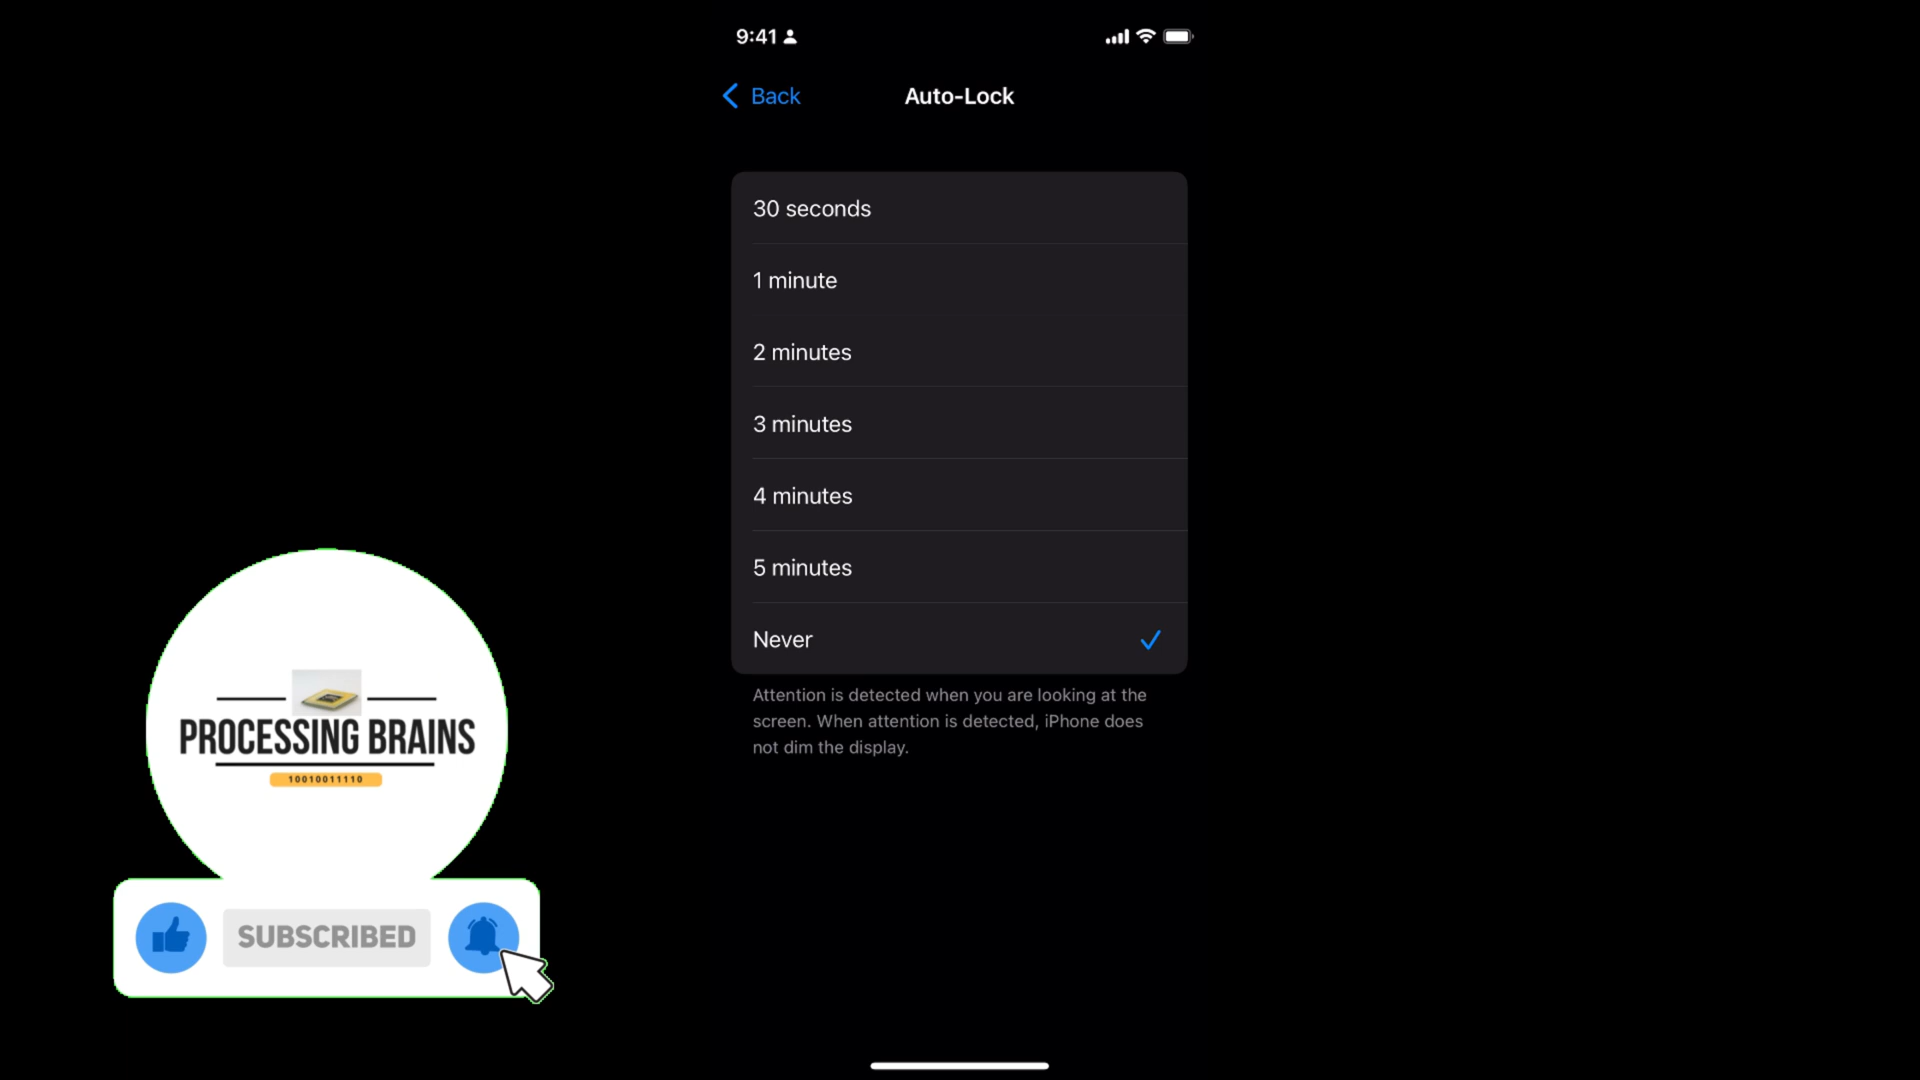 9:41
Back
Auto-Lock
30 seconds
1 minute
2 minutes
3 minutes
4 minutes
5 minutes
Never
Attention is detected when you are looking at the
screen. When attention is detected, iPhone does
not dim the display.
PROCESSING BRAINS
10010011110
SUBSCRIBED